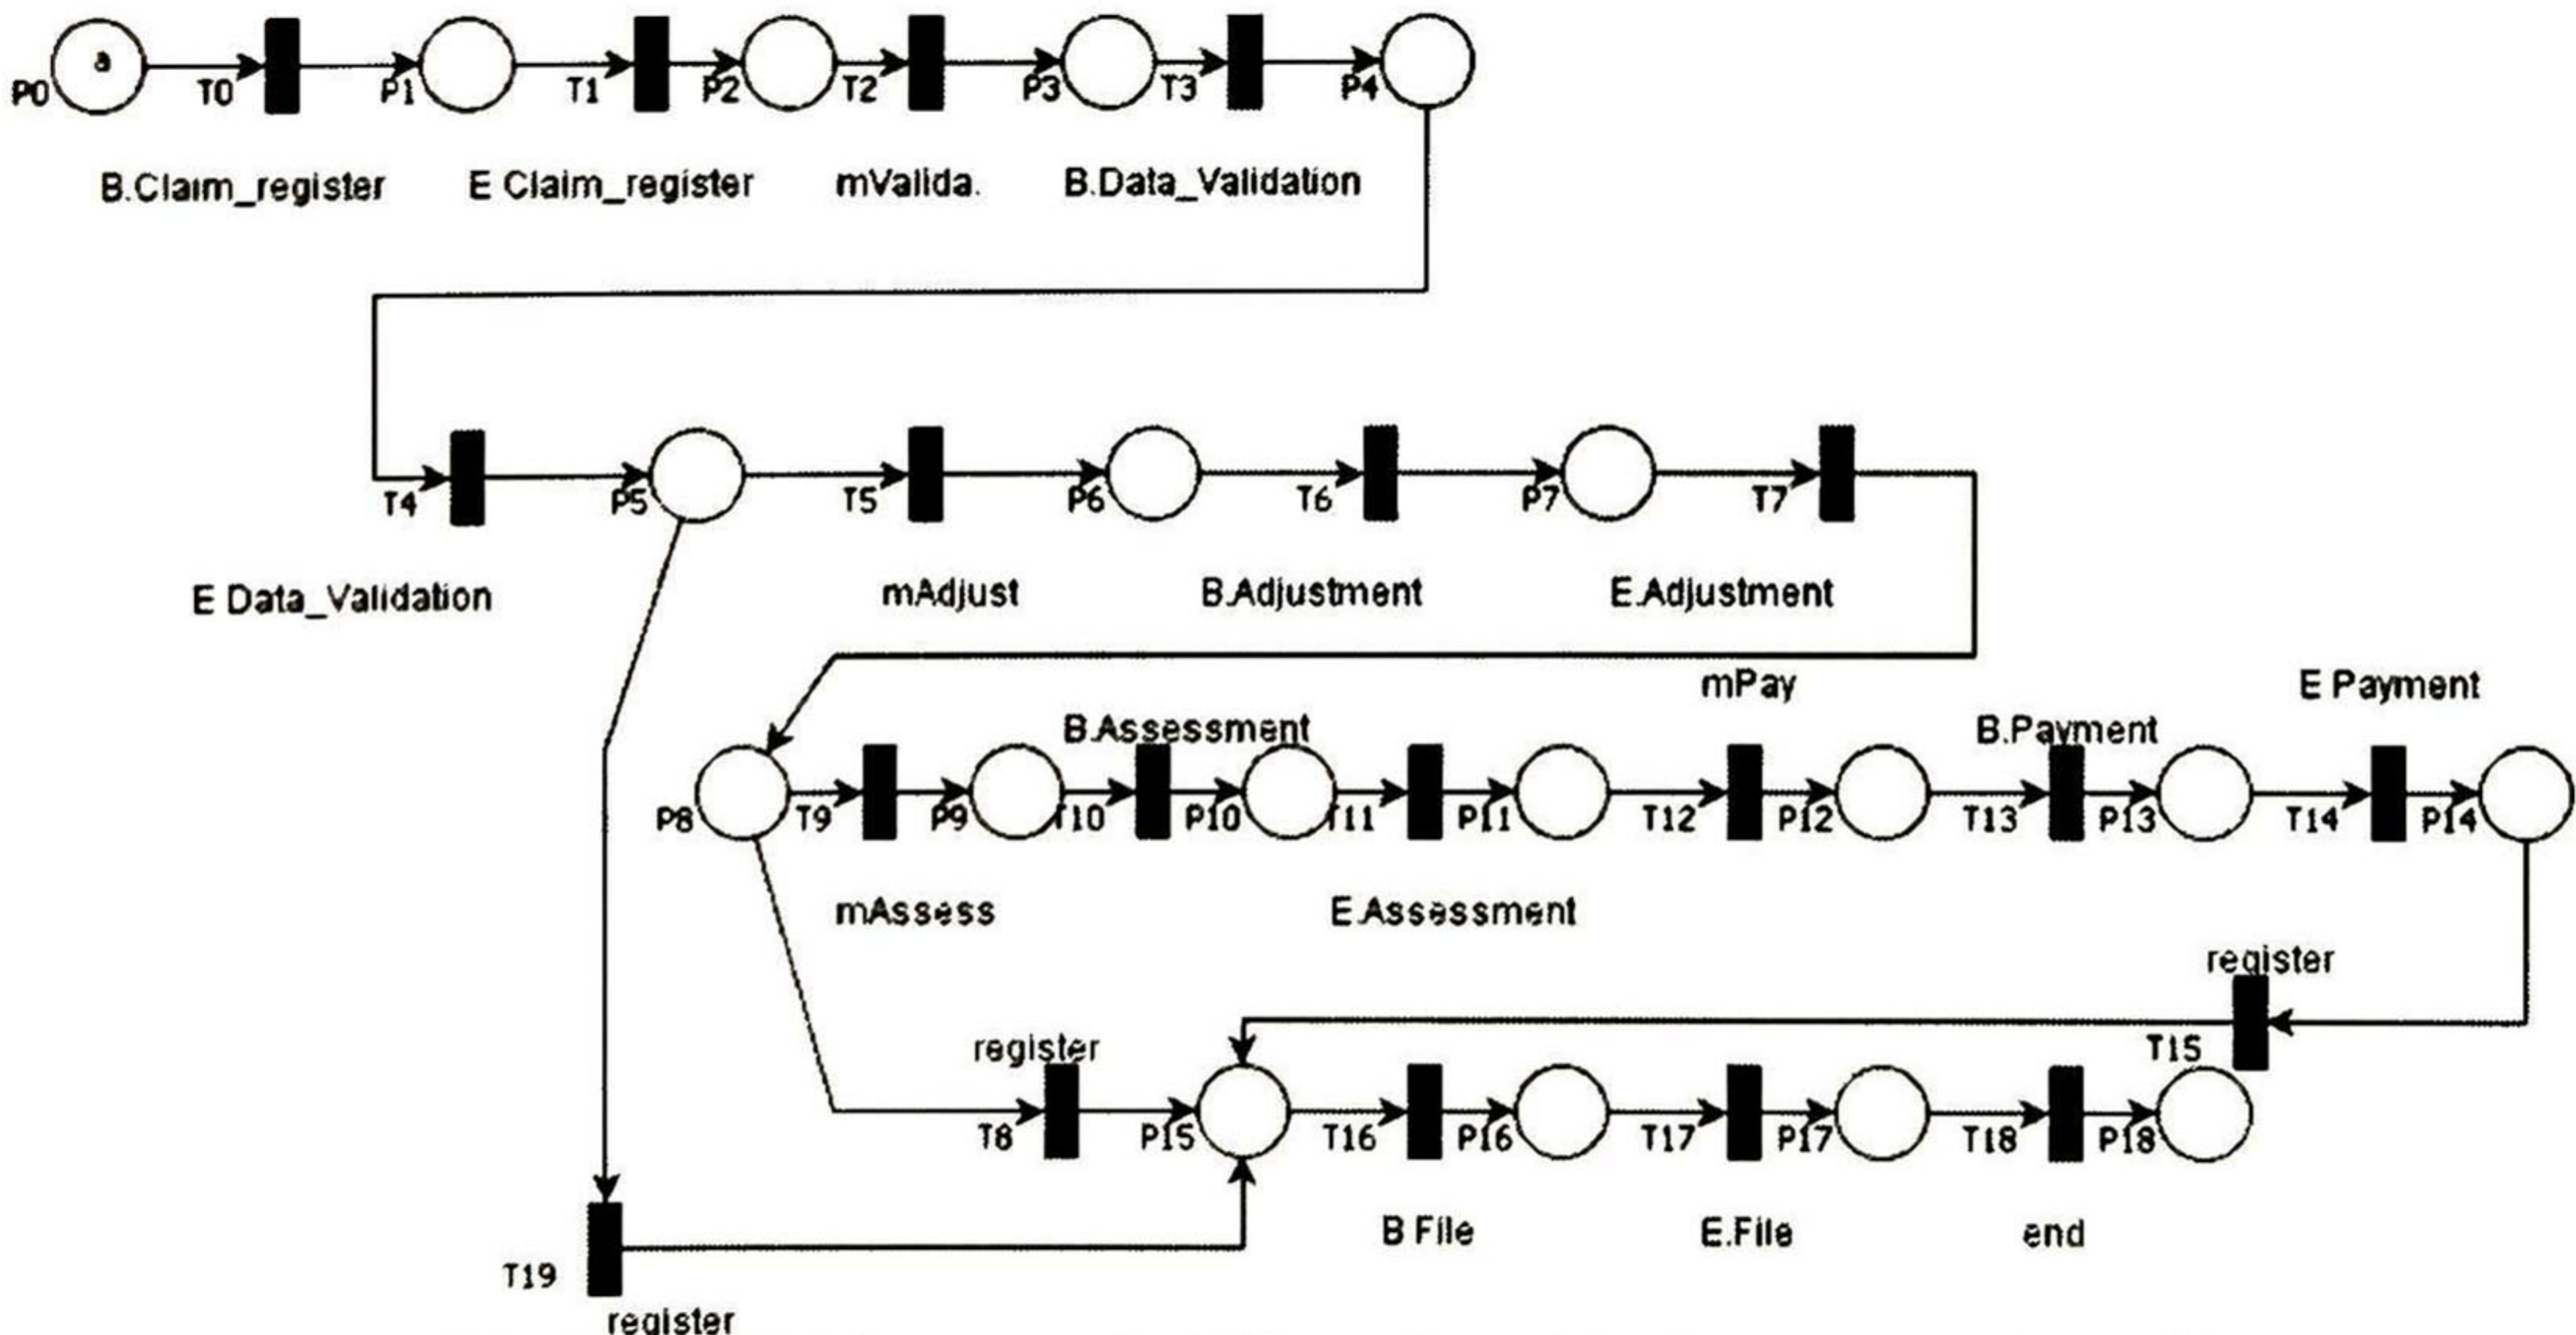 a
P0 T0 P1 T1 P2 T2 P3 T3 P4
B.Claim_register E Claim_register mValida. B.Data_Validation
T4 P5 T5 P6 T6 P7 T7
E Data_Validation mAdjust B.Adjustment E.Adjustment
mPay E Payment
B.Assessment B.Payment
P8 T9 P9 T10 P10 T11 P11 T12 P12 T13 P13 T14 P14
mAssess E.Assessment
register
register T15
T8 P15 T16 P16 T17 P17 T18 P18
B File E.File end
T19
register